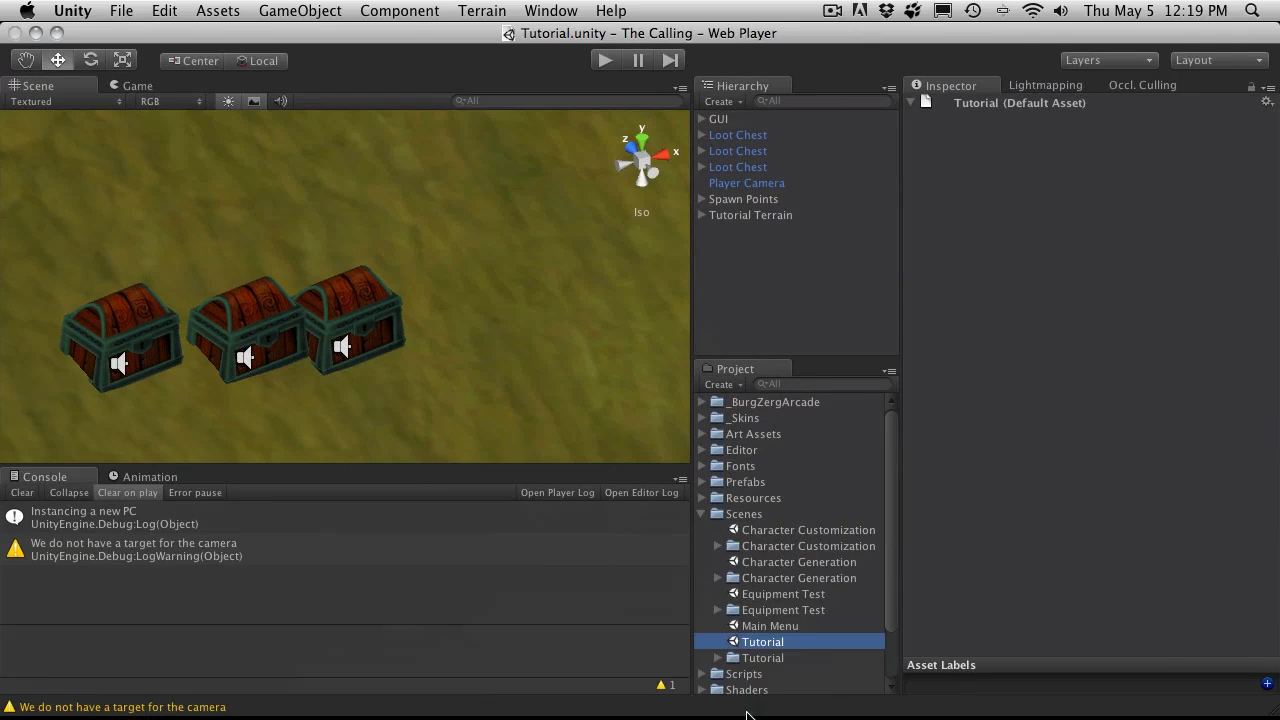 Unity File Edit Assets GameObject Component Terrain Window Help Thu May 5 12:19 PM
Tutorial.unity – The Calling – Web Player
Center Local Layers Layout
Scene Game Hierarchy Inspector Lightmapping Occl. Culling
Textured RGB All Create All
Tutorial (Default Asset)
y
z
x
Iso
GUI
Loot Chest
Loot Chest
Loot Chest
Player Camera
Spawn Points
Tutorial Terrain
Project
Create All
_BurgZergArcade
_Skins
Art Assets
Editor
Fonts
Prefabs
Resources
Scenes
Character Customization
Character Customization
Character Generation
Character Generation
Equipment Test
Equipment Test
Main Menu
Tutorial
Tutorial
Scripts
Shaders
Console Animation
Clear Collapse Clear on play Error pause Open Player Log Open Editor Log
Instancing a new PC
UnityEngine.Debug:Log(Object)
We do not have a target for the camera
UnityEngine.Debug:LogWarning(Object)
1
Asset Labels
We do not have a target for the camera